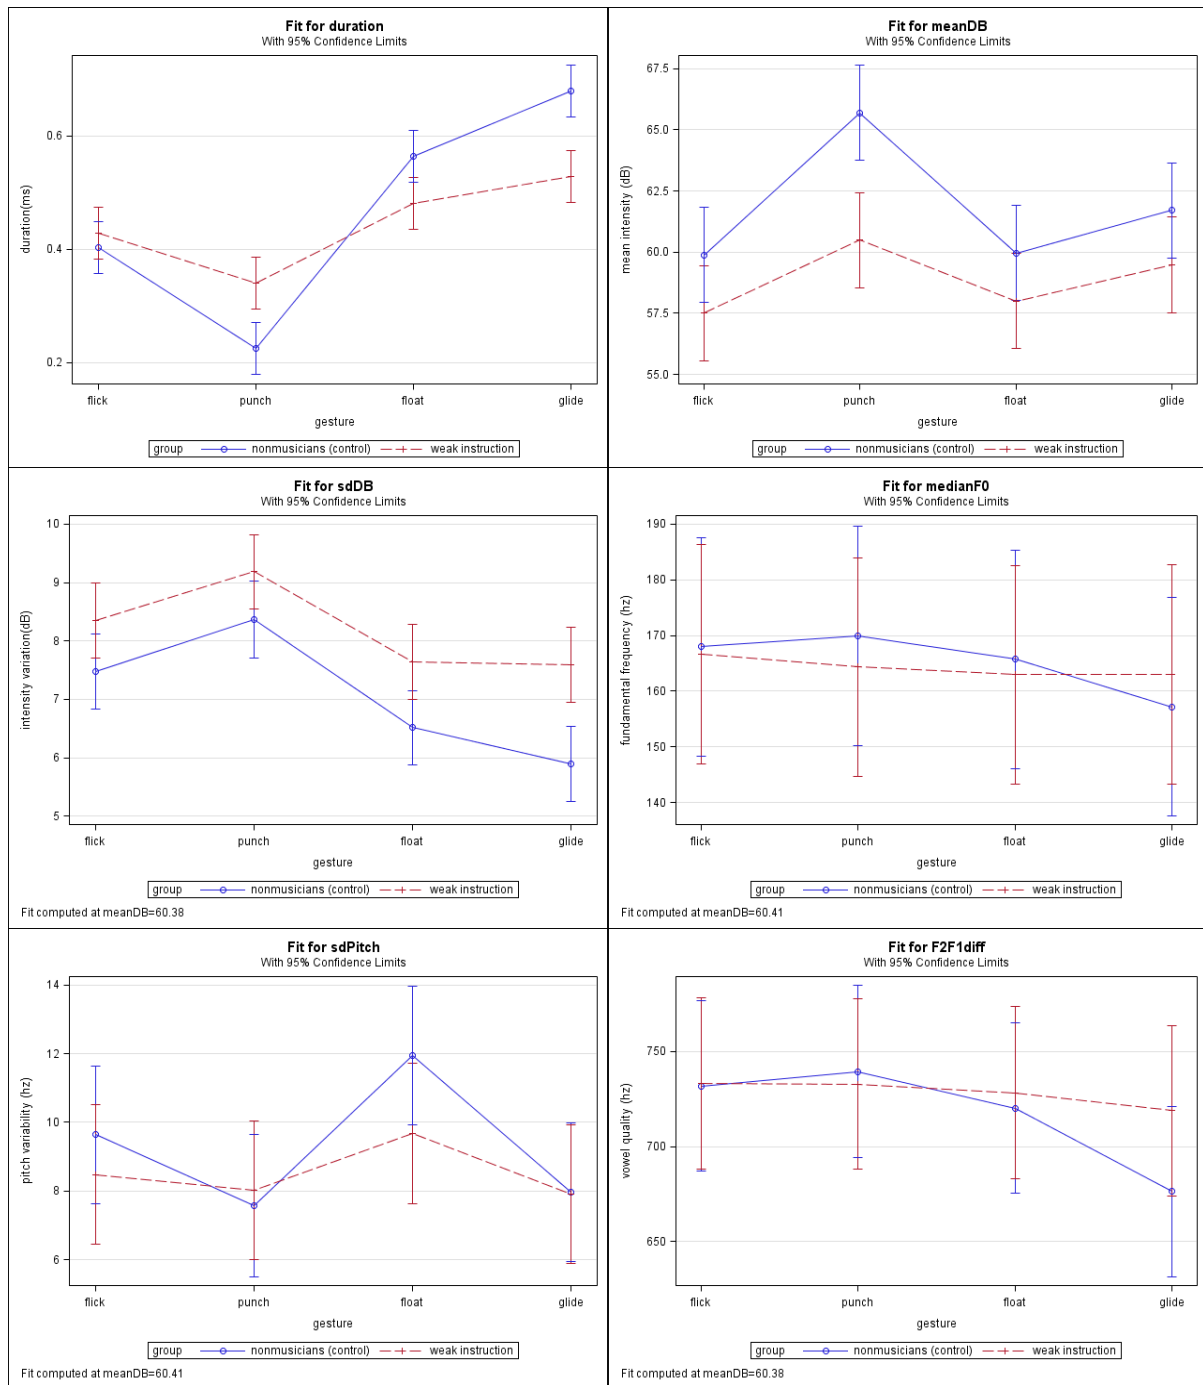 Fit for duration
With 95% Confidence Limits
duration(ms)
0.6
0.4
0.2
flick punch float glide
gesture
group nonmusicians (control) weak instruction
Fit for meanDB
With 95% Confidence Limits
mean intensity (dB)
67.5
65.0
62.5
60.0
57.5
55.0
flick punch float glide
gesture
group nonmusicians (control) weak instruction
Fit for sdDB
With 95% Confidence Limits
intensity variation(dB)
10
9
8
7
6
5
flick punch float glide
gesture
group nonmusicians (control) weak instruction
Fit computed at meanDB=60.38
Fit for medianF0
With 95% Confidence Limits
fundamental frequency (hz)
190
180
170
160
150
140
flick punch float glide
gesture
group nonmusicians (control) weak instruction
Fit computed at meanDB=60.41
Fit for sdPitch
With 95% Confidence Limits
pitch variability (hz)
14
12
10
8
6
flick punch float glide
gesture
group nonmusicians (control) weak instruction
Fit computed at meanDB=60.41
Fit for F2F1diff
With 95% Confidence Limits
vowel quality (hz)
750
700
650
flick punch float glide
gesture
group nonmusicians (control) weak instruction
Fit computed at meanDB=60.38